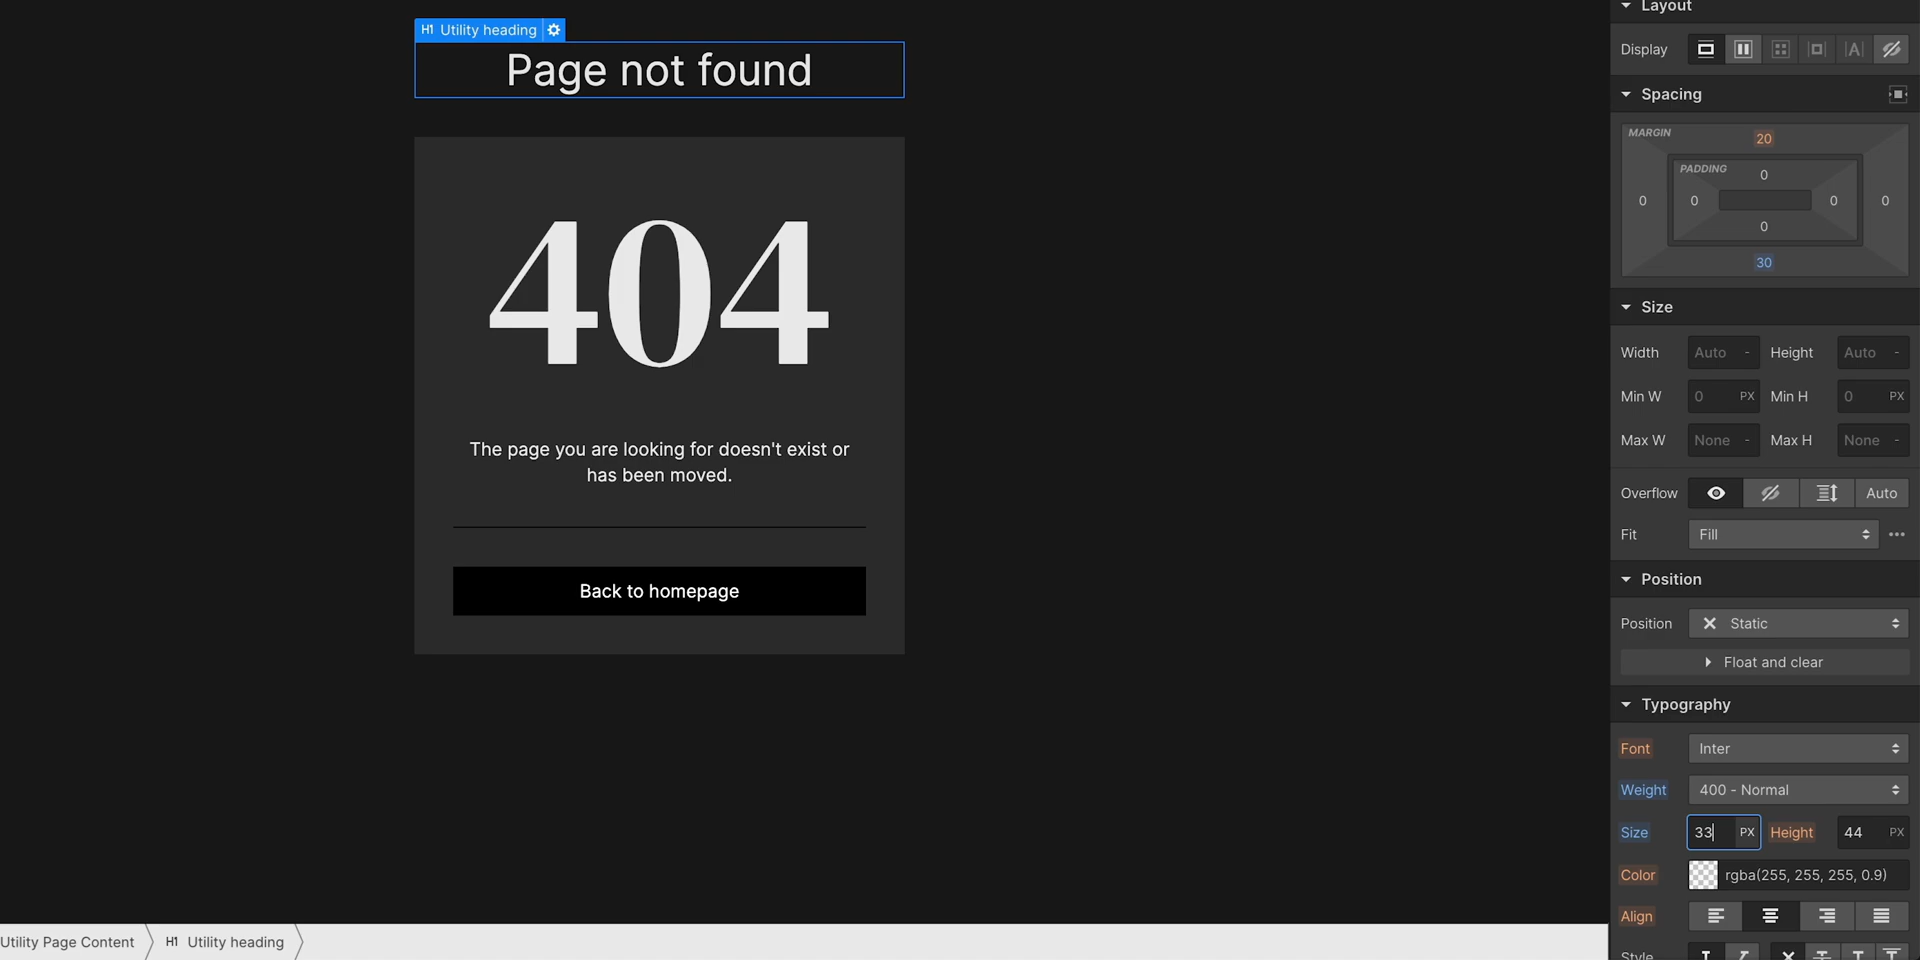 H1 Utility heading
Page not found
404
The page you are looking for doesn't exist or
has been moved.
Back to homepage
Utility Page Content
H1 Utility heading
Layout
Display
Spacing
MARGIN
20
PADDING
0
0 0 0 0
0
30
Size
Width Auto - Height Auto -
Min W 0 PX Min H 0 PX
Max W None - Max H None -
Overflow Auto
Fit Fill
Position
Position Static
Float and clear
Typography
Font Inter
Weight 400 - Normal
Size 33 PX Height 44 PX
Color rgba(255, 255, 255, 0.9)
Align
Style